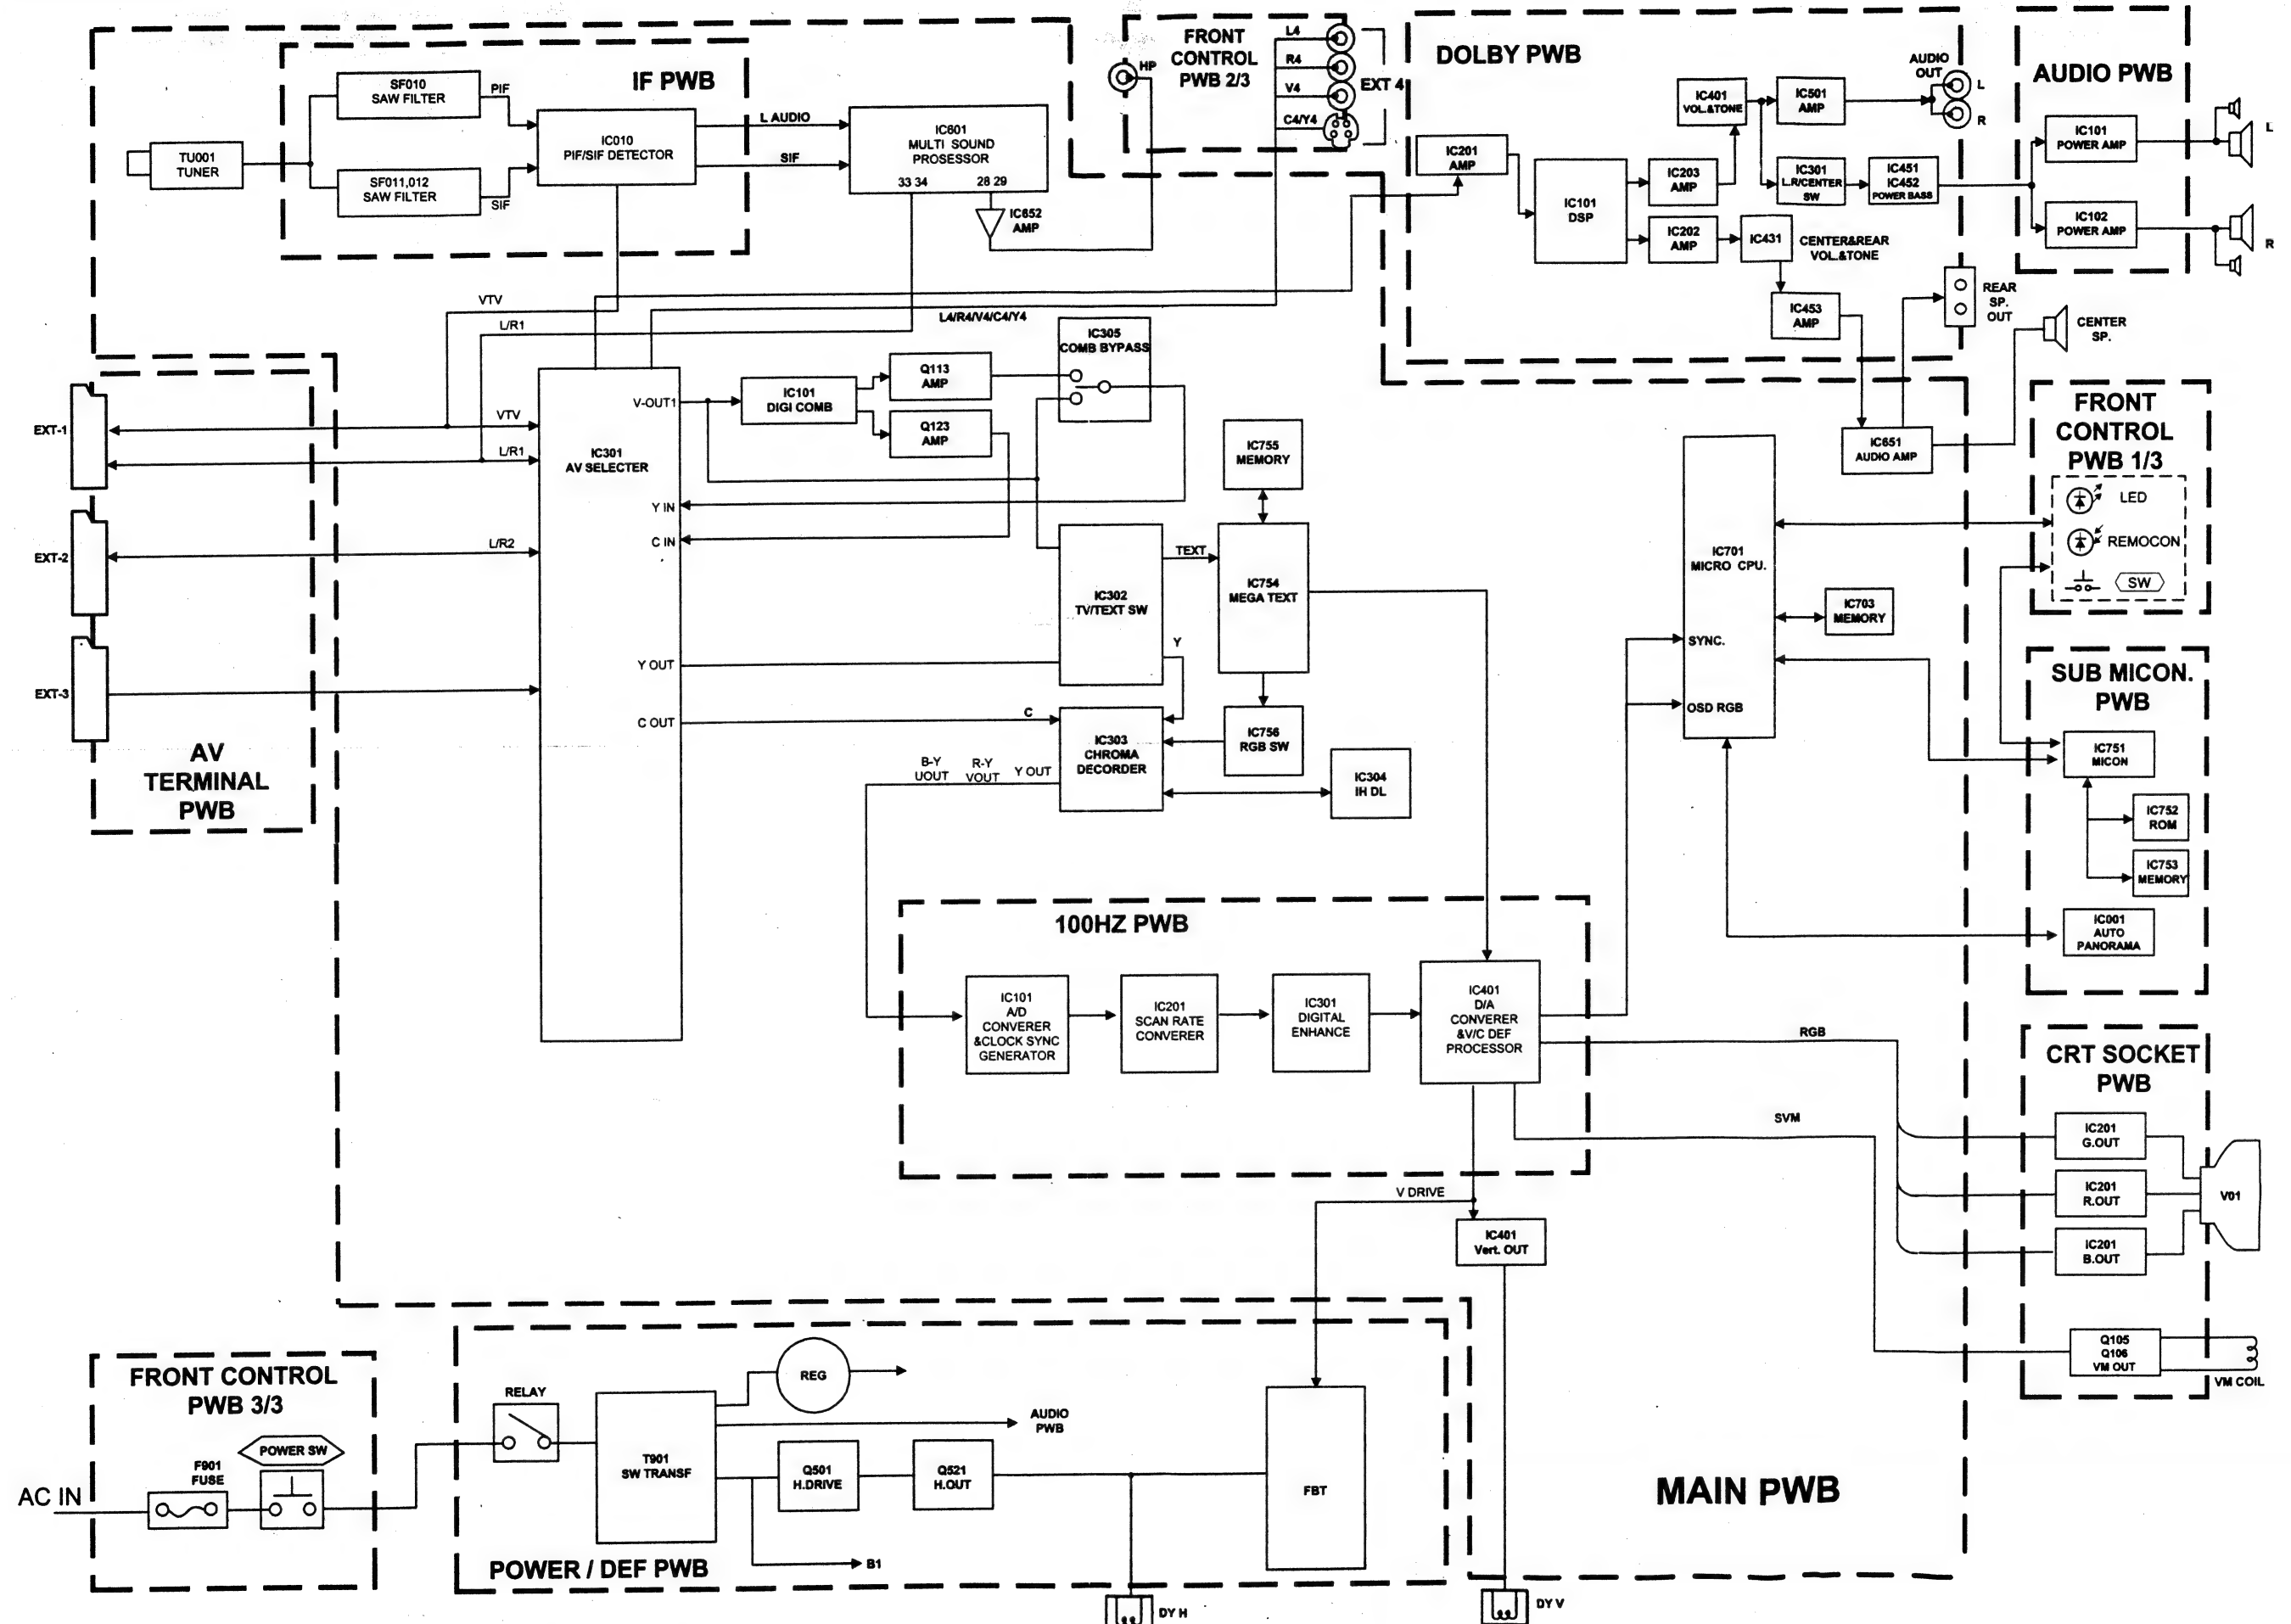 IF PWB
SF010
SAW FILTER
PIF
TU001
TUNER
SF011,012
SAW FILTER
SIF
IC010
PIF/SIF DETECTOR
L AUDIO
SIF
IC601
MULTI SOUND
PROSESSOR
33 34
28 29
IC652
AMP
FRONT
CONTROL
PWB 2/3
HP
L4
R4
V4
C4/Y4
EXT 4
DOLBY PWB
IC201
AMP
IC101
DSP
IC401
VOL.&TONE
IC501
AMP
AUDIO
OUT
L
R
IC203
AMP
IC301
L.R/CENTER
SW
IC451
IC452
POWER BASS
IC202
AMP
IC431
CENTER&REAR
VOL.&TONE
IC453
AMP
REAR
SP.
OUT
CENTER
SP.
IC651
AUDIO AMP
AUDIO PWB
IC101
POWER AMP
L
IC102
POWER AMP
R
VTV
L/R1
L4/R4/V4/C4/Y4
EXT-1
VTV
L/R1
EXT-2
L/R2
EXT-3
AV
TERMINAL
PWB
IC301
AV SELECTER
V-OUT1
Y IN
C IN
Y OUT
C OUT
IC101
DIGI COMB
Q113
AMP
Q123
AMP
IC305
COMB BYPASS
IC755
MEMORY
IC302
TV/TEXT SW
TEXT
Y
IC754
MEGA TEXT
C
IC303
CHROMA
DECORDER
IC756
RGB SW
IC304
IH DL
B-Y
UOUT
R-Y
VOUT
Y OUT
IC701
MICRO CPU.
SYNC.
OSD RGB
IC703
MEMORY
FRONT
CONTROL
PWB 1/3
LED
REMOCON
SW
SUB MICON.
PWB
IC751
MICON
IC752
ROM
IC753
MEMORY
IC001
AUTO
PANORAMA
100HZ PWB
IC101
A/D
CONVERER
&CLOCK SYNC
GENERATOR
IC201
SCAN RATE
CONVERER
IC301
DIGITAL
ENHANCE
IC401
D/A
CONVERER
&V/C DEF
PROCESSOR
RGB
SVM
CRT SOCKET
PWB
IC201
G.OUT
IC201
R.OUT
IC201
B.OUT
V01
Q105
Q106
VM OUT
VM COIL
V DRIVE
IC401
Vert. OUT
FRONT CONTROL
PWB 3/3
POWER SW
F901
FUSE
AC IN
RELAY
T901
SW TRANSF
REG
AUDIO
PWB
Q501
H.DRIVE
Q521
H.OUT
FBT
B1
POWER / DEF PWB
MAIN PWB
DY H
DY V